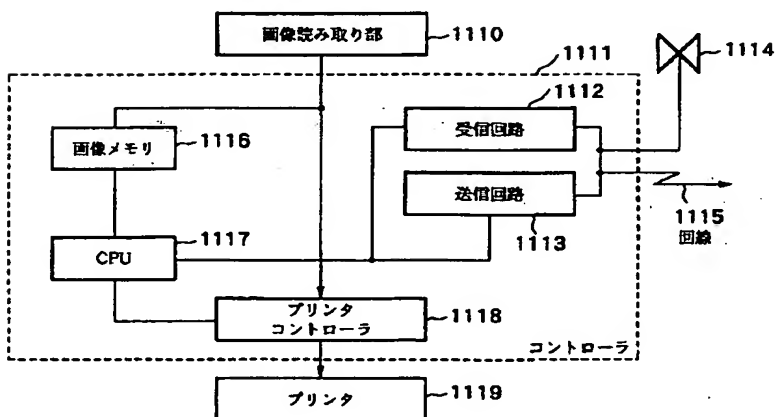 画像読み取り部
1110
1111
1114
1112
受信回路
1116
画像メモリ
送信回路
1113
1115
回線
1117
CPU
プリンタ
コントローラ
1118
コントローラ
プリンタ
1119